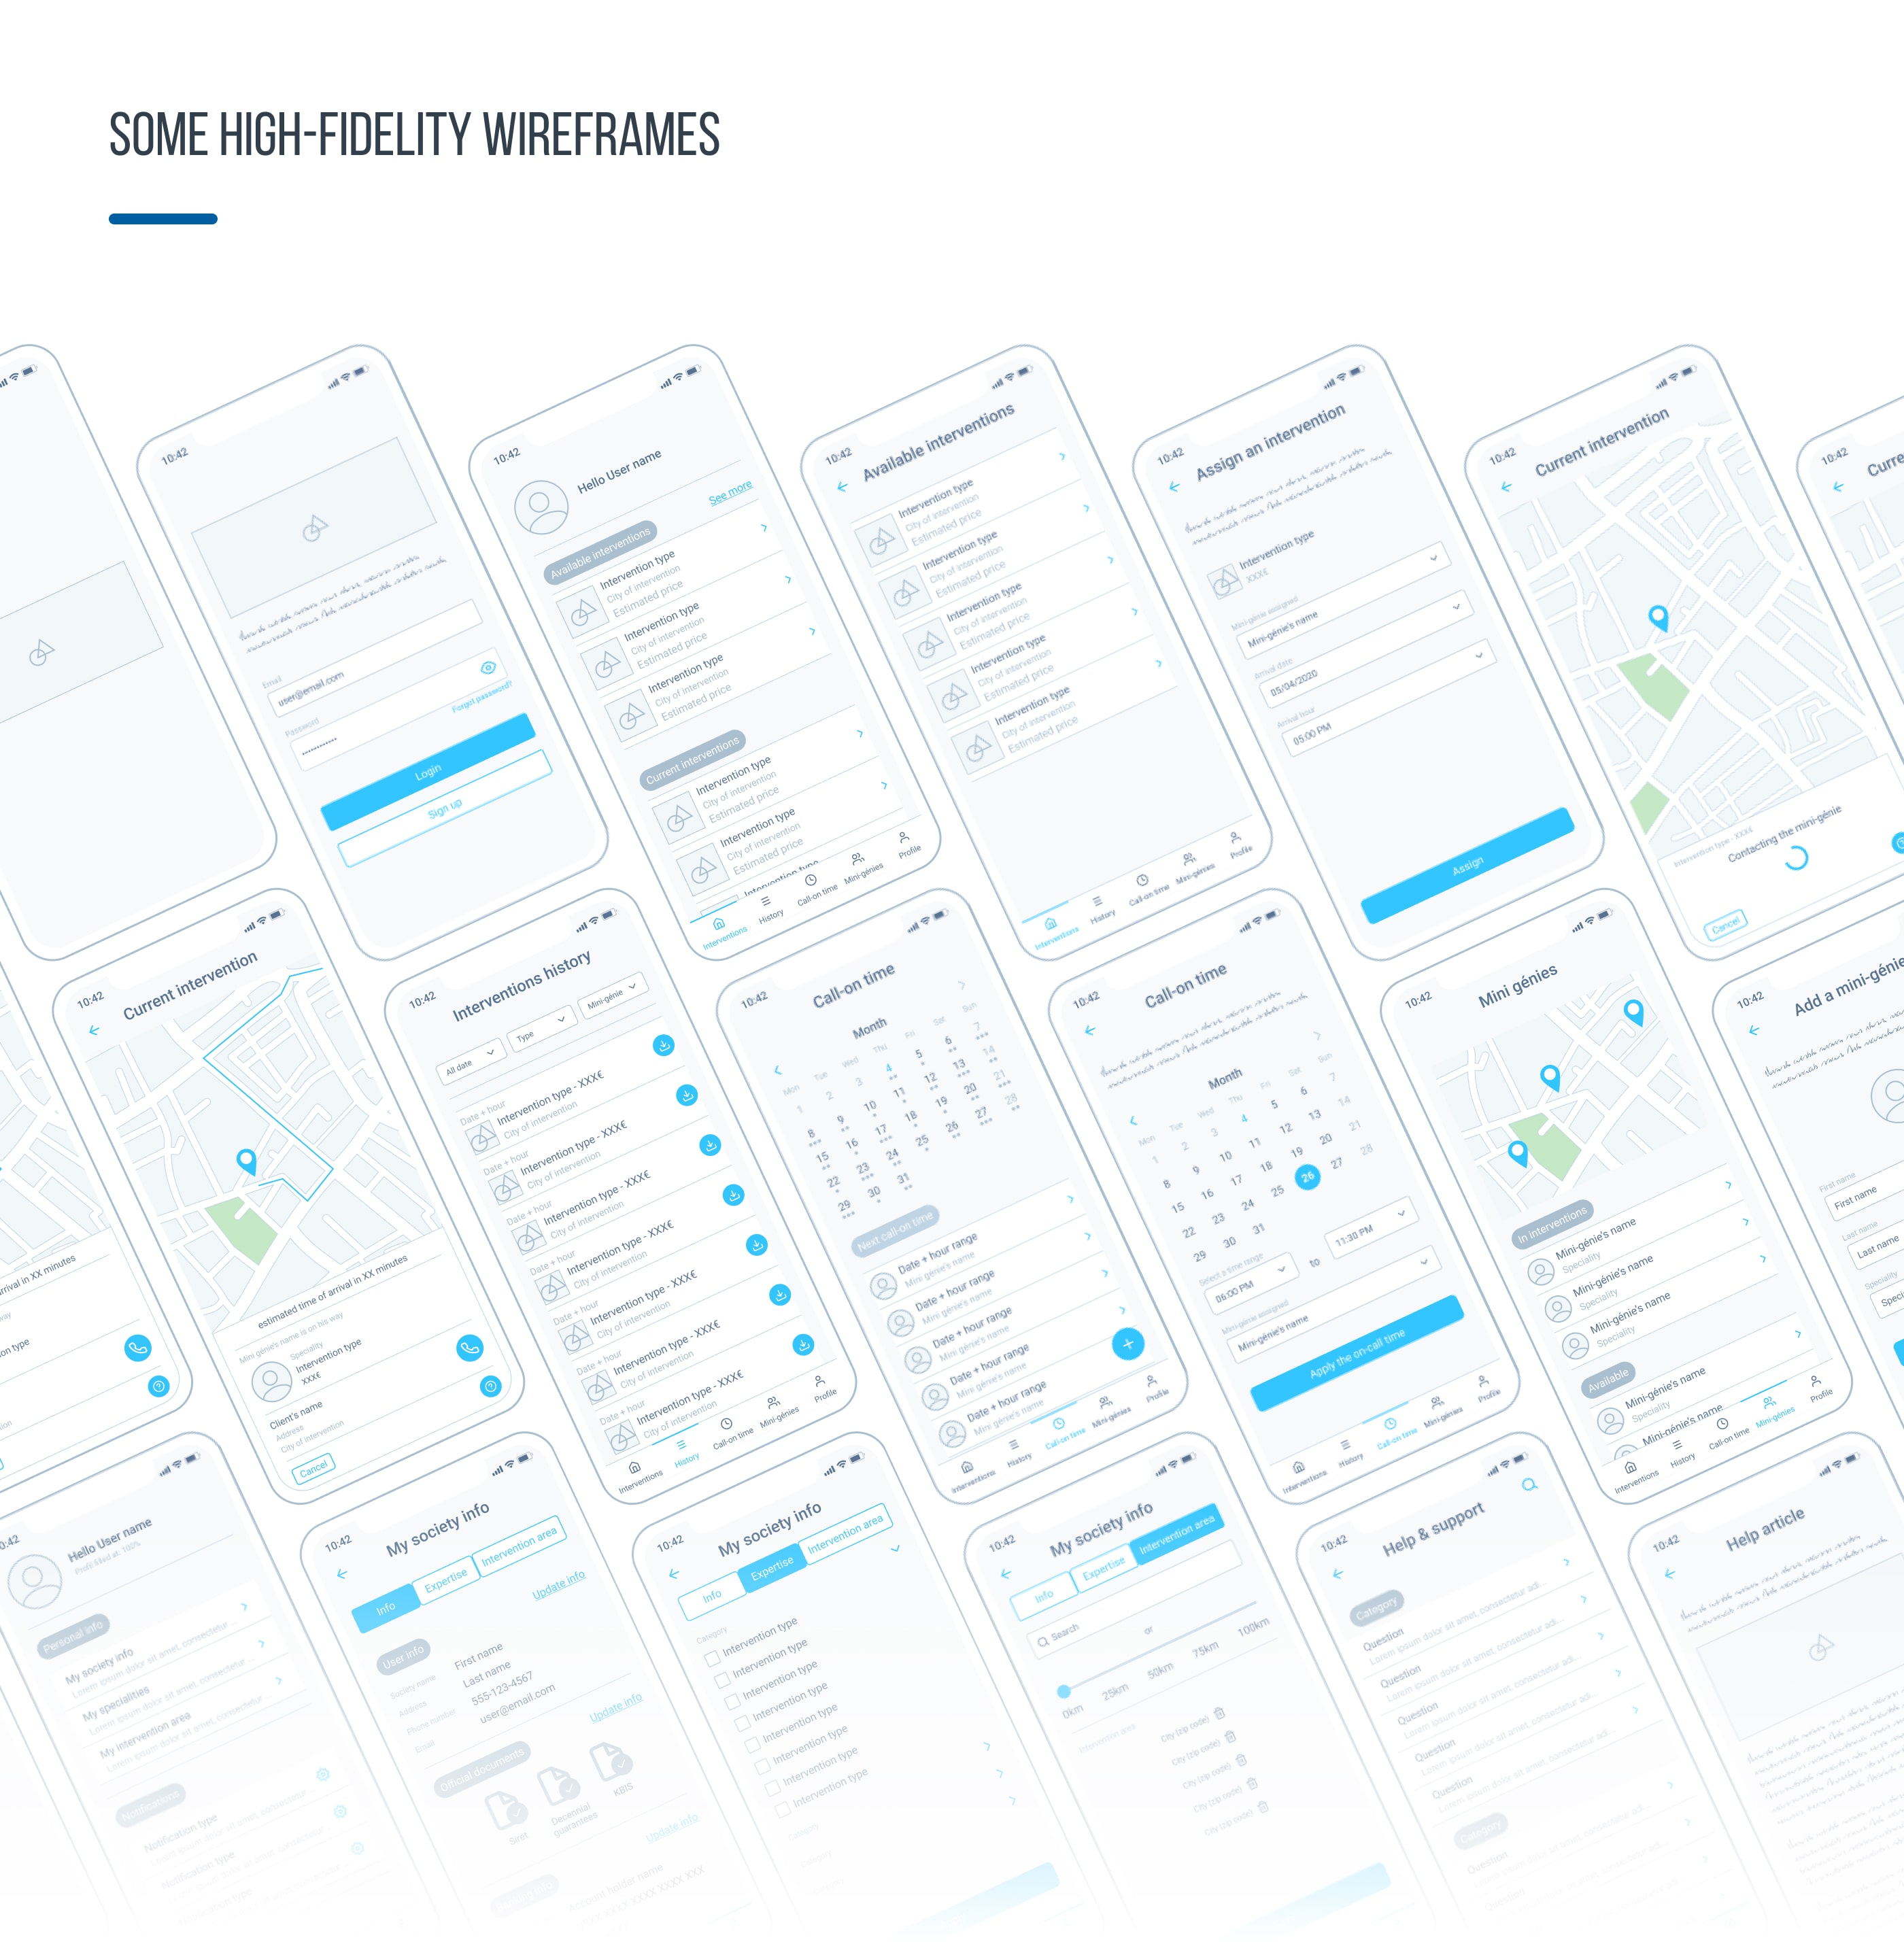 SOME HIGH-FIDELITY WIREFRAMES
10:42
Email
user@email.com
Password
Forgot password?
Login
Sign up
10:42
Hello User name
See more
Available interventions
Intervention type
City of intervention
Estimated price
Intervention type
City of intervention
Estimated price
Intervention type
City of intervention
Estimated price
Current interventions
Intervention type
City of intervention
Estimated price
Intervention type
City of intervention
Estimated price
Intervention type
Interventions
History
Call-on time
Mini-génies
Profile
10:42
Available interventions
Intervention type
City of intervention
Estimated price
Intervention type
City of intervention
Estimated price
Intervention type
City of intervention
Estimated price
Intervention type
City of intervention
Estimated price
Intervention type
City of intervention
Estimated price
Interventions
History
Call-on time
Mini-génies
Profile
10:42
Assign an intervention
Intervention type
XXX€
Mini-génie assigned
Mini-génie's name
Arrival date
05/04/2020
Arrival hour
05:00 PM
Assign
10:42
Current intervention
Intervention type - XXX€
Contacting the mini-génie
Cancel
10:42
Curre
rrival in XX minutes
way
on type
10:42
Current intervention
estimated time of arrival in XX minutes
Mini génie's name is on his way
Speciality
Intervention type
XXX€
Client's name
Address
City of intervention
Cancel
10:42
Interventions history
All date
Type
Mini-génie
Date + hour
Intervention type - XXX€
City of intervention
Date + hour
Intervention type - XXX€
City of intervention
Date + hour
Intervention type - XXX€
City of intervention
Date + hour
Intervention type - XXX€
City of intervention
Date + hour
Intervention type - XXX€
City of intervention
Date + hour
Intervention type - XXX€
City of intervention
Date + hour
Intervention type - XXX€
City of intervention
Interventions
History
Call-on time
Mini-génies
Profile
10:42
Call-on time
Month
Mon Tue Wed Thu Fri Sat Sun
1 2 3 4 5 6 7
8 9 10 11 12 13 14
15 16 17 18 19 20 21
22 23 24 25 26 27 28
29 30 31
Next call-on time
Date + hour range
Mini génie's name
Date + hour range
Mini génie's name
Date + hour range
Mini génie's name
Date + hour range
Mini génie's name
Date + hour range
Mini génie's name
Interventions
History
Call-on time
Mini-génies
Profile
10:42
Call-on time
Month
Mon Tue Wed Thu Fri Sat Sun
1 2 3 4 5 6 7
8 9 10 11 12 13 14
15 16 17 18 19 20 21
22 23 24 25 26 27 28
29 30 31
Select a time range
06:00 PM
to
11:30 PM
Mini-génie assigned
Mini-génie's name
Apply the on-call time
Interventions
History
Call-on time
Mini-génies
Profile
10:42
Mini génies
In interventions
Mini-génie's name
Speciality
Mini-génie's name
Speciality
Mini-génie's name
Speciality
Available
Mini-génie's name
Speciality
Mini-génie's name
Interventions
History
Call-on time
Mini-génies
Profile
10:42
Add a mini-génie
First name
First name
Last name
Last name
Speciality
Speci
0:42
Hello User name
Profil filled at: 100%
Personal info
My society info
Lorem ipsum dolor sit amet, consectetur ...
My specialities
Lorem ipsum dolor sit amet, consectetur ...
My intervention area
Lorem ipsum dolor sit amet, consectetur ...
Notifications
Notification type
Lorem ipsum dolor sit amet, consectetur ...
Notification type
Lorem ipsum dolor sit amet, consectetur ...
Notification type
10:42
My society info
Info
Expertise
Intervention area
Update info
User info
Society name
First name
Address
Last name
Phone number
555-123-4567
Email
user@email.com
Update info
Official documents
Siret
Decennial guarantees
KBIS
Update info
Account holder name
10:42
My society info
Info
Expertise
Intervention area
Category
Intervention type
Intervention type
Intervention type
Intervention type
Intervention type
Intervention type
Intervention type
Intervention type
Category
Category
10:42
My society info
Info
Expertise
Intervention area
Search
or
0km
25km
50km
75km
100km
Intervention area
City (zip code)
City (zip code)
City (zip code)
City (zip code)
City (zip code)
10:42
Help & support
Category
Question
Lorem ipsum dolor sit amet, consectetur adi...
Question
Lorem ipsum dolor sit amet, consectetur adi...
Question
Lorem ipsum dolor sit amet, consectetur adi...
Question
Lorem ipsum dolor sit amet, consectetur adi...
Question
Lorem ipsum dolor sit amet, consectetur adi...
Category
Question
Lorem ipsum dolor sit amet, consectetur adi...
Question
10:42
Help article